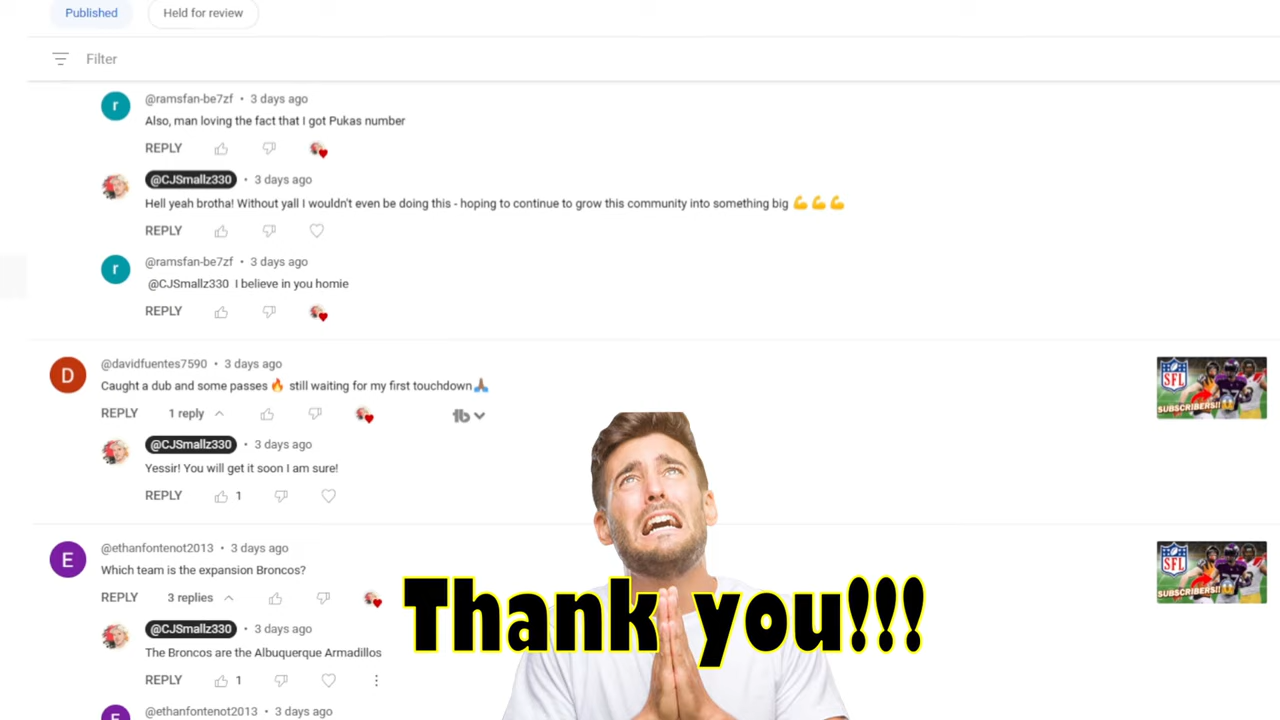 Published
Held for review
Filter
r
@ramsfan-be7zf • 3 days ago
Also, man loving the fact that I got Pukas number
REPLY
@CJSmallz330 • 3 days ago
Hell yeah brotha! Without yall I wouldn't even be doing this - hoping to continue to grow this community into something big 💪💪💪
REPLY
r
@ramsfan-be7zf • 3 days ago
@CJSmallz330 I believe in you homie
REPLY
D
@davidfuentes7590 • 3 days ago
Caught a dub and some passes 🔥 still waiting for my first touchdown🙏🏽
REPLY 1 reply
SFL
SUBSCRIBERS!!
@CJSmallz330 • 3 days ago
Yessir! You will get it soon I am sure!
REPLY 1
E
@ethanfontenot2013 • 3 days ago
Which team is the expansion Broncos?
REPLY 3 replies
SFL
SUBSCRIBERS!!
Thank you!!!
@CJSmallz330 • 3 days ago
The Broncos are the Albuquerque Armadillos
REPLY 1
E
@ethanfontenot2013 • 3 days ago